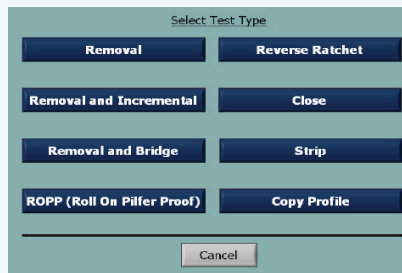 Select Test Type
Removal
Reverse Ratchet
Removal and Incremental
Close
Removal and Bridge
Strip
ROPP (Roll On Pilfer Proof)
Copy Profile
Cancel